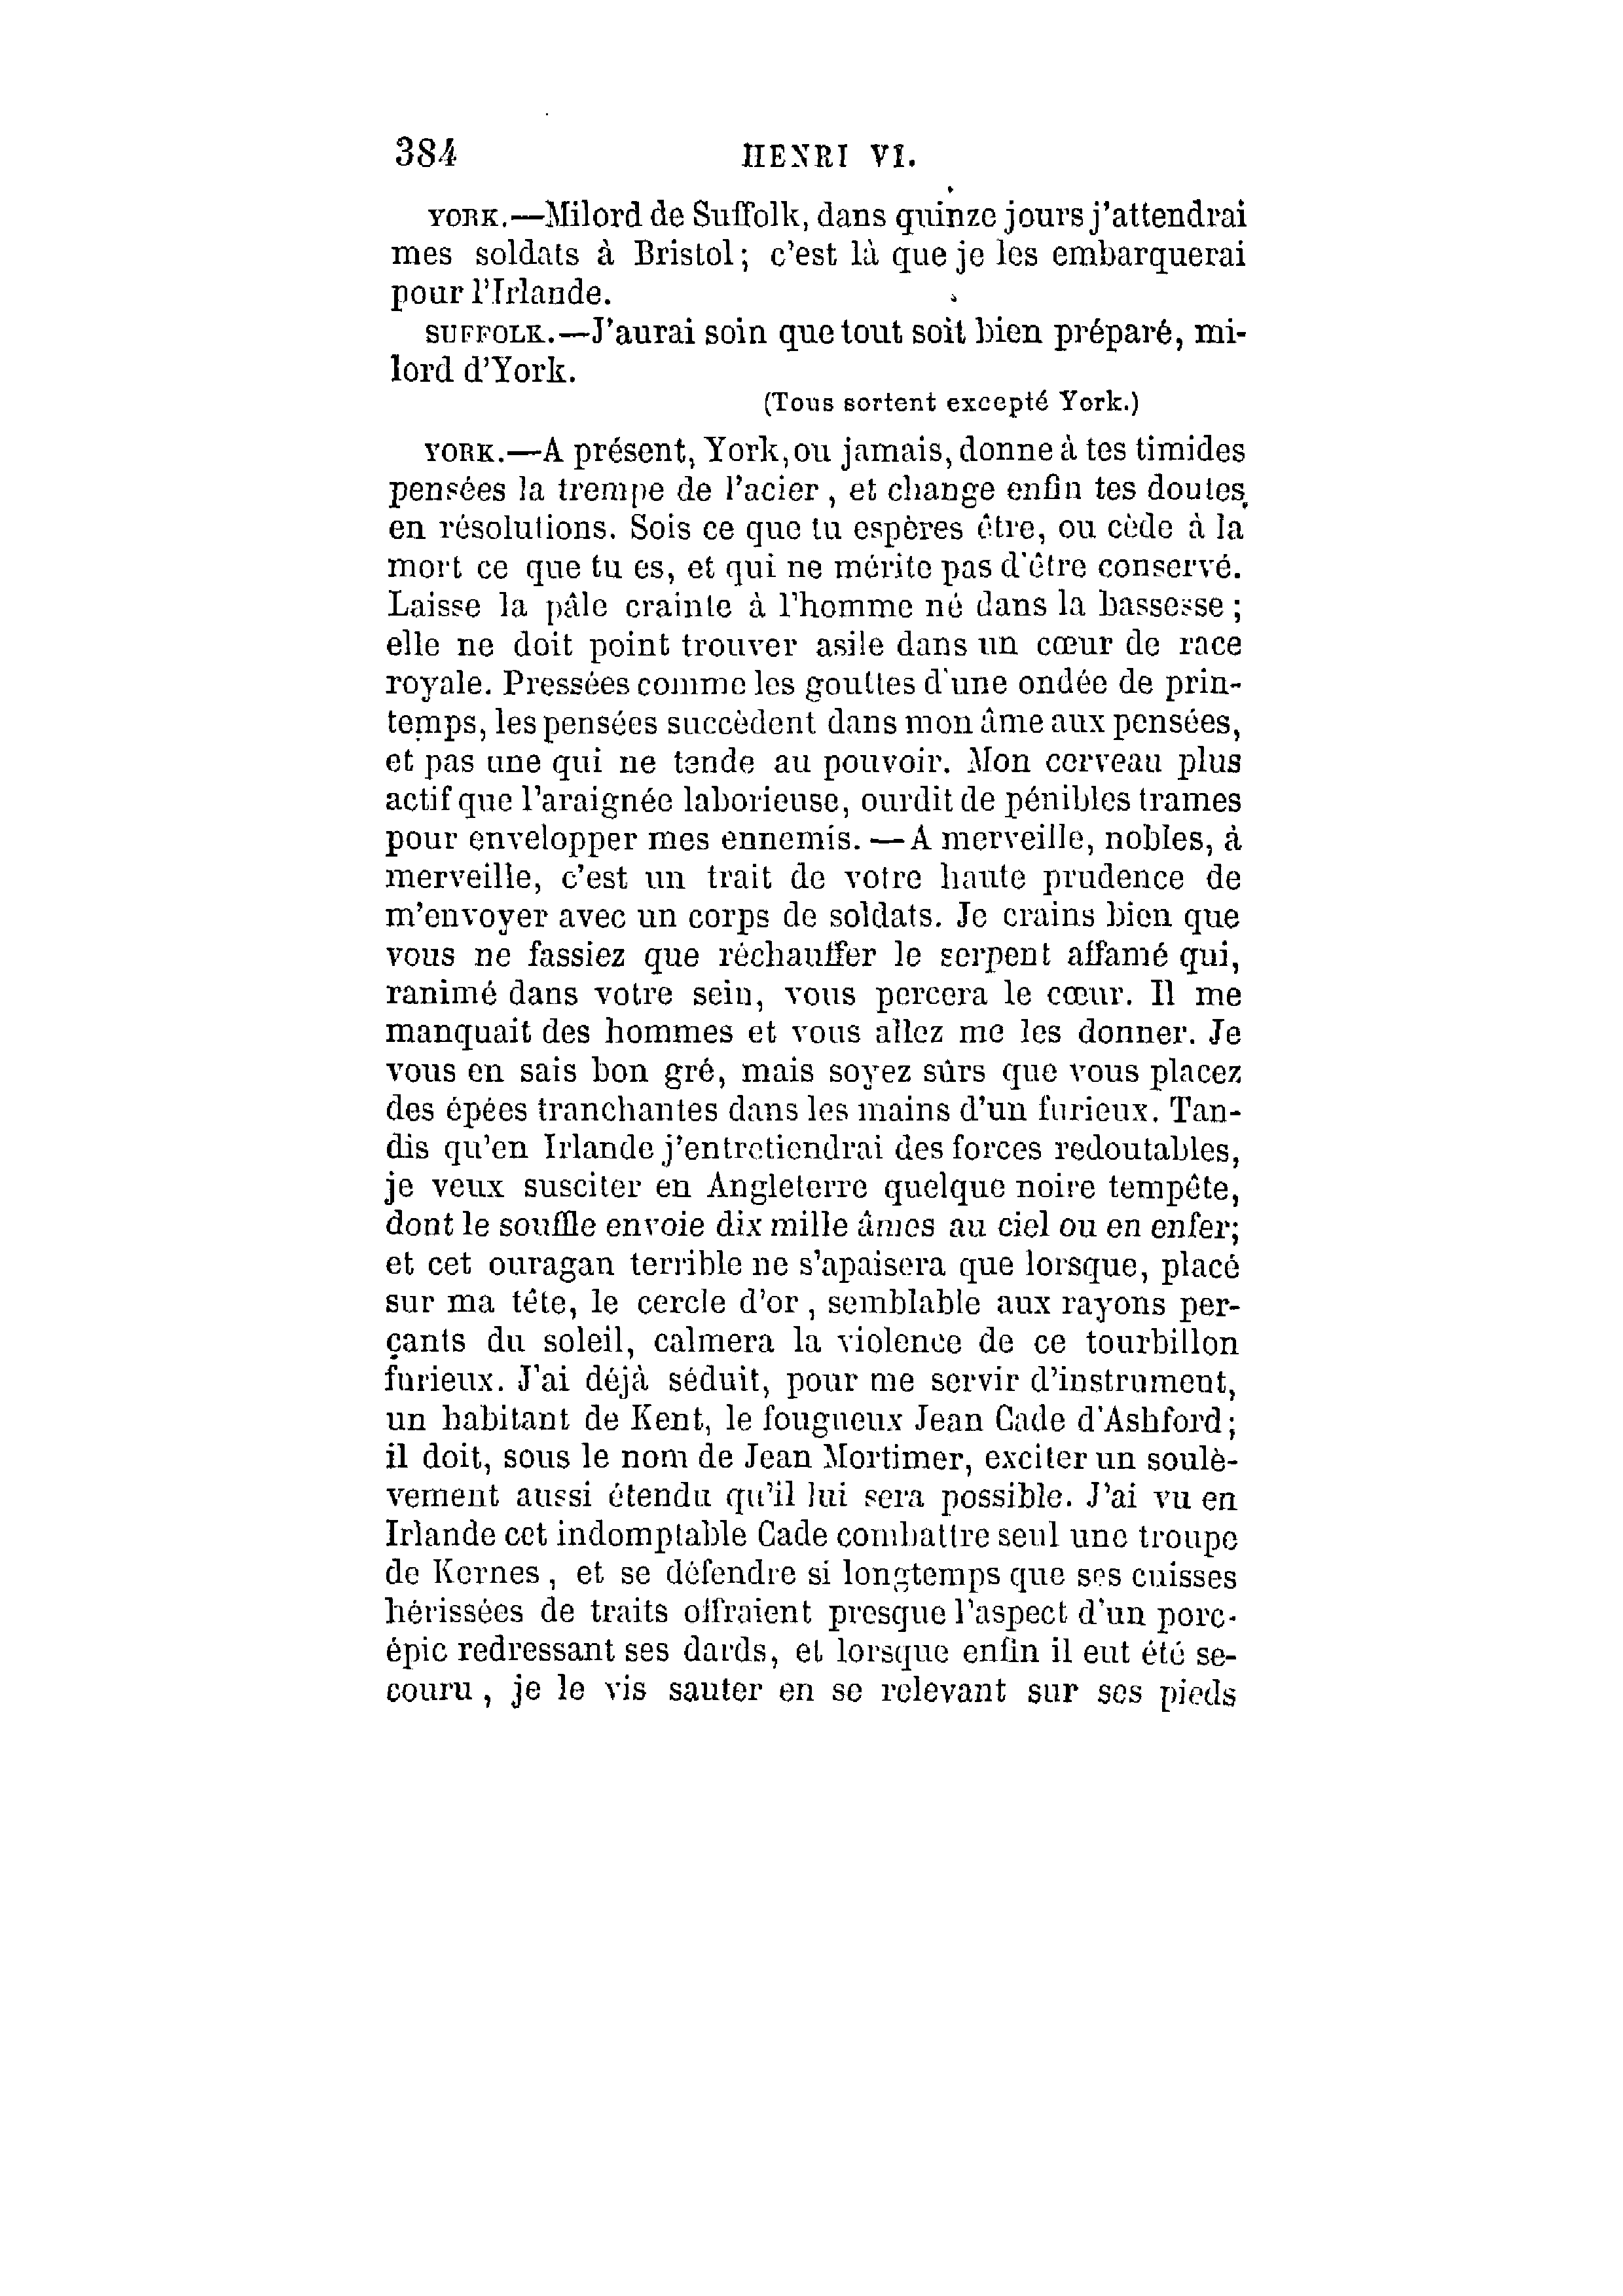 384 HENRI VI.
YORK.—Milord de Suffolk, dans quinze jours j'attendrai
mes soldats à Bristol; c'est là que je les embarquerai
pour l'Irlande.
SUFFOLK.—J'aurai soin que tout soit bien préparé, mi-
lord d'York.
(Tous sortent excepté York.)
YORK.—A présent, York, ou jamais, donne à tes timides
pensées la trempe de l'acier, et change enfin tes doutes
en résolutions. Sois ce que tu espères être, ou cède à la
mort ce que tu es, et qui ne mérite pas d'être conservé.
Laisse la pâle crainte à l'homme né dans la bassesse;
elle ne doit point trouver asile dans un cœur de race
royale. Pressées comme les gouttes d'une ondée de prin-
temps, les pensées succèdent dans mon âme aux pensées,
et pas une qui ne tende au pouvoir. Mon cerveau plus
actif que l'araignée laborieuse, ourdit de pénibles trames
pour envelopper mes ennemis. — A merveille, nobles, à
merveille, c'est un trait de votre haute prudence de
m'envoyer avec un corps de soldats. Je crains bien que
vous ne fassiez que réchauffer le serpent affamé qui,
ranimé dans votre sein, vous percera le cœur. Il me
manquait des hommes et vous allez me les donner. Je
vous en sais bon gré, mais soyez sûrs que vous placez
des épées tranchantes dans les mains d'un furieux. Tan-
dis qu'en Irlande j'entretiendrai des forces redoutables,
je veux susciter en Angleterre quelque noire tempête,
dont le souffle envoie dix mille âmes au ciel ou en enfer;
et cet ouragan terrible ne s'apaisera que lorsque, placé
sur ma tête, le cercle d'or, semblable aux rayons per-
çants du soleil, calmera la violence de ce tourbillon
furieux. J'ai déjà séduit, pour me servir d'instrument,
un habitant de Kent, le fougueux Jean Cade d'Ashford;
il doit, sous le nom de Jean Mortimer, exciter un soulè-
vement aussi étendu qu'il lui sera possible. J'ai vu en
Irlande cet indomptable Cade combattre seul une troupe
de Kernes, et se défendre si longtemps que ses cuisses
hérissées de traits offraient presque l'aspect d'un porc-
épic redressant ses dards, et lorsque enfin il eut été se-
couru, je le vis sauter en se relevant sur ses pieds